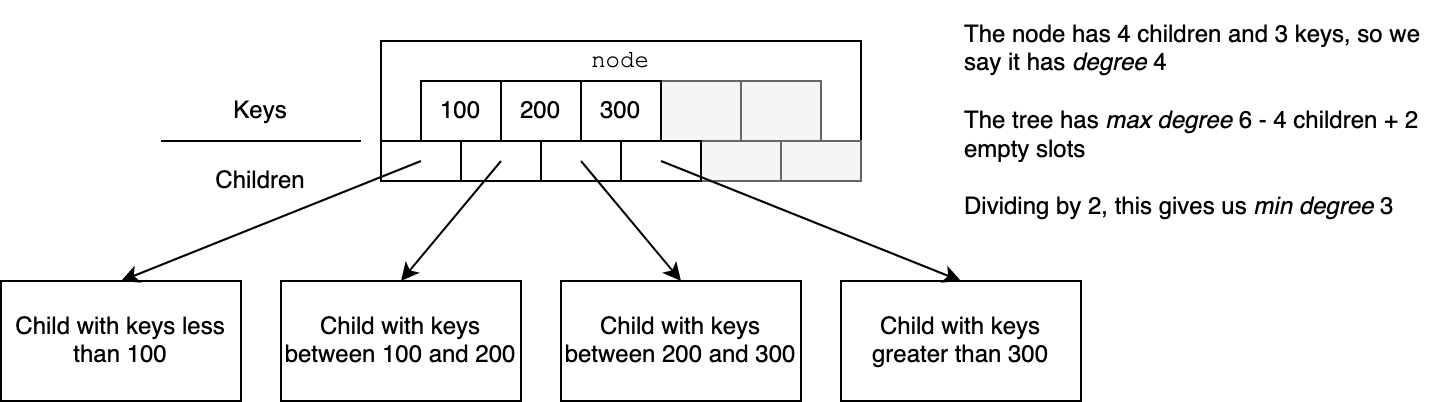 node
Keys
100 200 300
Children
The node has 4 children and 3 keys, so we
say it has degree 4
The tree has max degree 6 - 4 children + 2
empty slots
Dividing by 2, this gives us min degree 3
Child with keys less
than 100
Child with keys
between 100 and 200
Child with keys
between 200 and 300
Child with keys
greater than 300